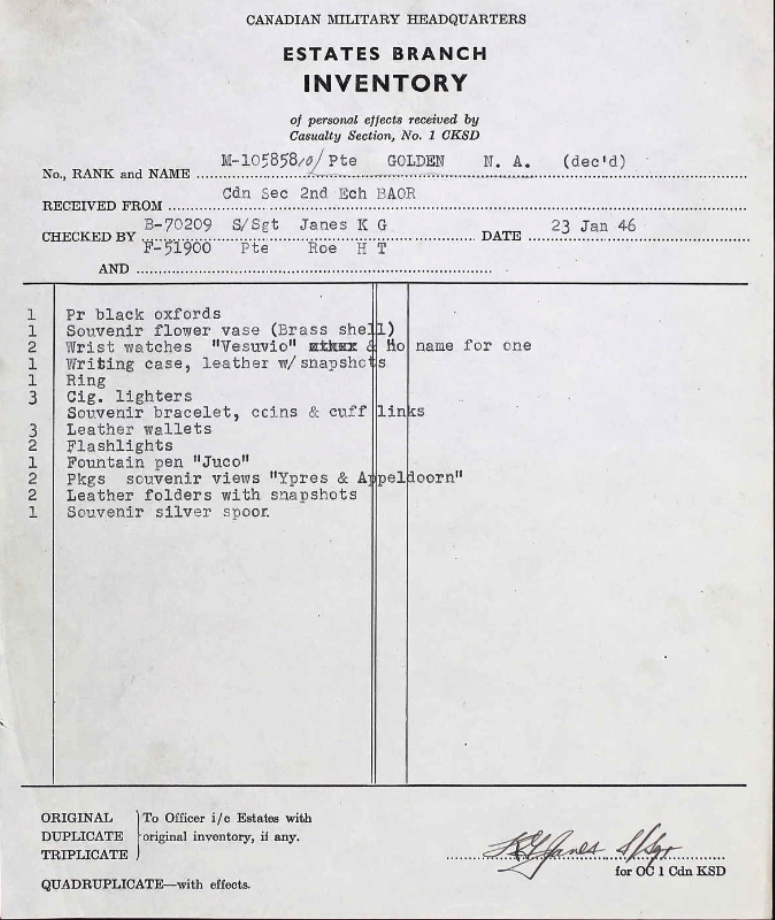 CANADIAN MILITARY HEADQUARTERS
ESTATES BRANCH
INVENTORY
of personal effects received by
Casualty Section, No. 1 CKSD
No., RANK and NAME M-105858 Pte GOLDEN N. A. (dec'd)
RECEIVED FROM Cdn Sec 2nd Ech BAOR
CHECKED BY B-70209 S/Sgt Janes K G DATE 23 Jan 46
F-51900 Pte Roe H T
AND
1 Pr black oxfords
1 Souvenir flower vase (Brass shell)
2 Wrist watches "Vesuvio" & No name for one
1 Writing case, leather w/ snapshots
1 Ring
3 Cig. lighters
Souvenir bracelet, coins & cuff links
3 Leather wallets
2 Flashlights
1 Fountain pen "Juco"
2 Pkgs souvenir views "Ypres & Appeldoorn"
2 Leather folders with snapshots
1 Souvenir silver spoon
ORIGINAL } To Officer i/c Estates with
DUPLICATE } original inventory, if any.
TRIPLICATE }
KG Janes S/Sgt
for OC 1 Cdn KSD
QUADRUPLICATE—with effects.